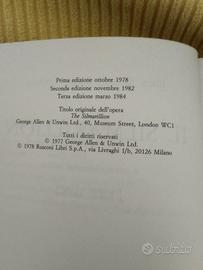 Prima edizione ottobre 1978
Seconda edizione novembre 1982
Terza edizione marzo 1984
Titolo originale dell'opera
The Silmarillion
George Allen & Unwin Ltd., 40, Museum Street, London WC1
Tutti i diritti riservati
© 1977 George Allen & Unwin Ltd.
© 1978 Rusconi Libri S.p.A., via Livraghi 1/b, 20126 Milano
subito